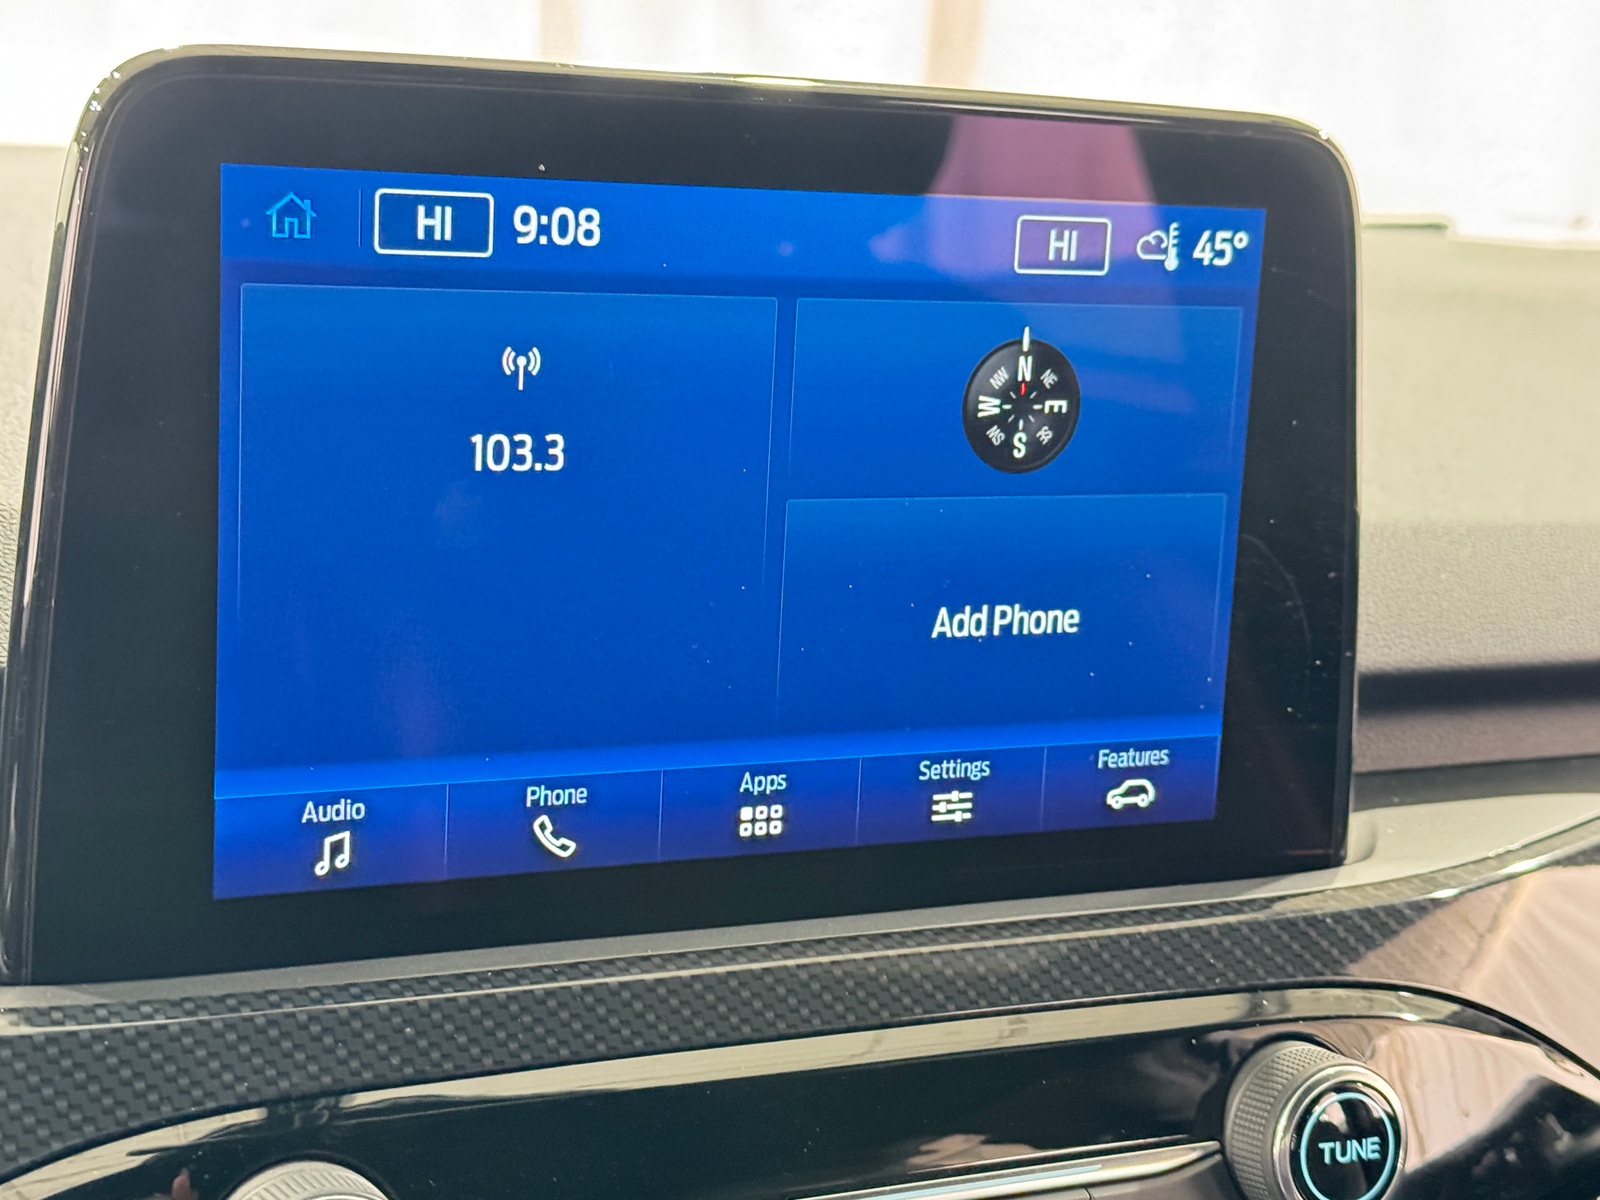 HI 9:08 HI 45°
103.3
N
NW NE
W E
SW SE
S
Add Phone
Audio Phone Apps Settings Features
TUNE